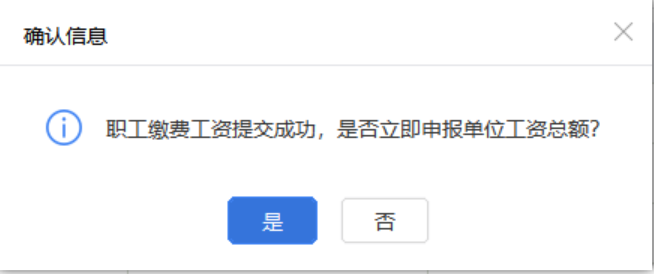 确认信息
职工缴费工资提交成功，是否立即申报单位工资总额？
是
否